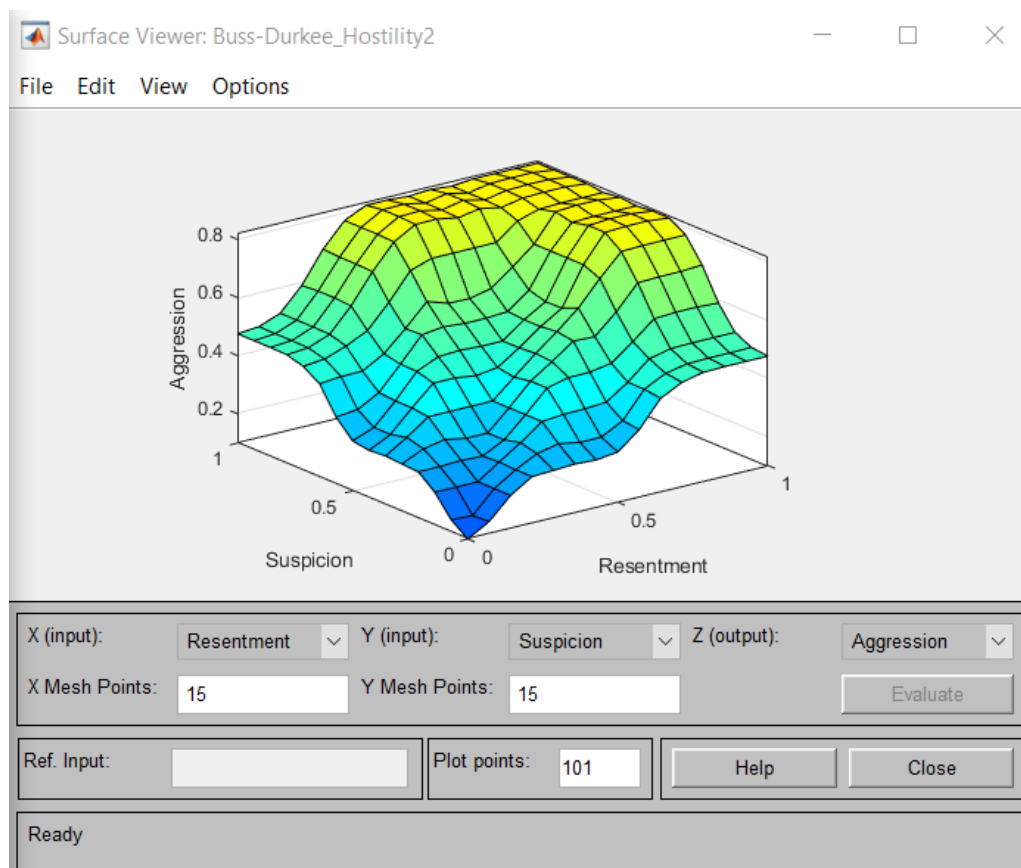 Surface Viewer: Buss-Durkee_Hostility2
File Edit View Options
0.8
0.6
0.4
0.2
Aggression
1
0.5
0
Suspicion
0
0.5
1
Resentment
X (input): Resentment Y (input): Suspicion Z (output): Aggression
X Mesh Points: 15 Y Mesh Points: 15 Evaluate
Ref. Input: Plot points: 101 Help Close
Ready